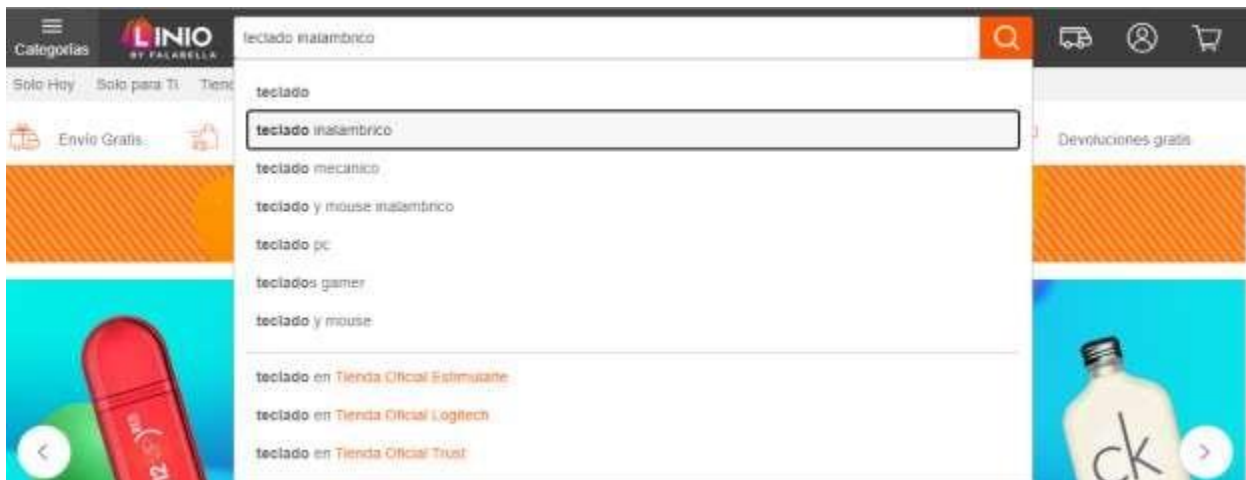 Categorías
LINIO
BY FALABELLA
teclado inalambrico
Solo Hoy Solo para Ti Tiend
teclado
Envío Gratis
teclado inalambrico
Devoluciones gratis
teclado mecanico
teclado y mouse inalambrico
teclado pc
teclados gamer
teclado y mouse
teclado en Tienda Oficial Estimulante
teclado en Tienda Oficial Logitech
teclado en Tienda Oficial Trust
212
ck